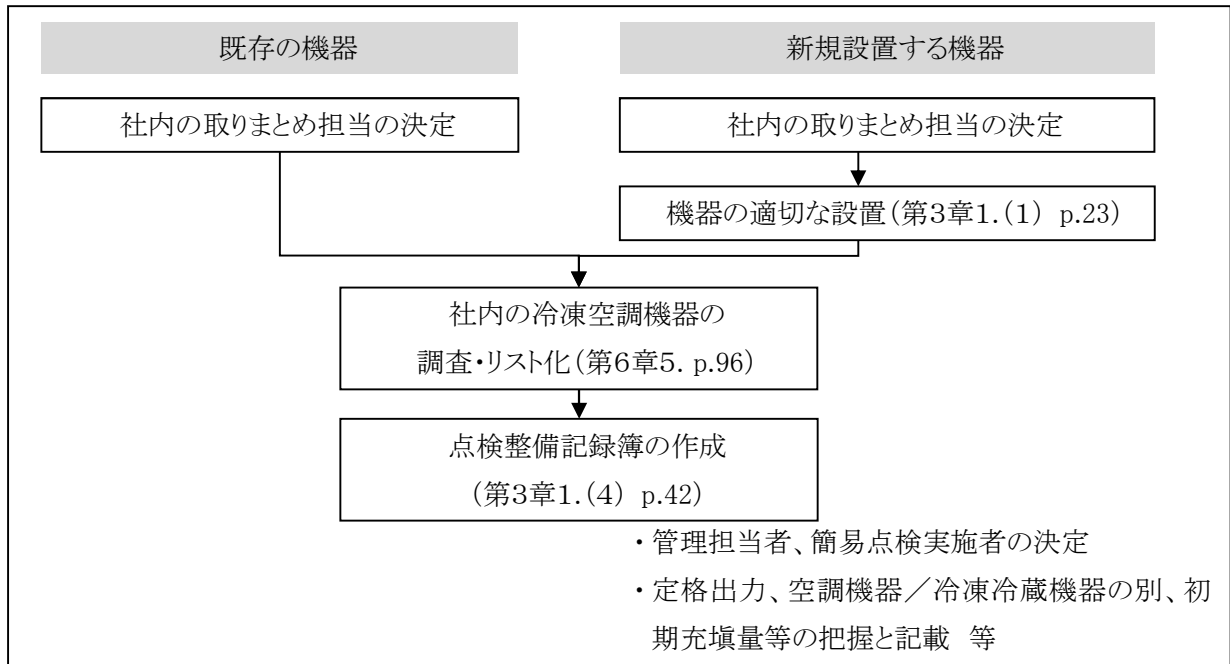 既存の機器
新規設置する機器
社内の取りまとめ担当の決定
社内の取りまとめ担当の決定
機器の適切な設置(第3章1.(1) p.23)
社内の冷凍空調機器の
調査・リスト化(第6章5. p.96)
点検整備記録簿の作成
(第3章1.(4) p.42)
・管理担当者、簡易点検実施者の決定
・定格出力、空調機器／冷凍冷蔵機器の別、初
期充塡量等の把握と記載 等